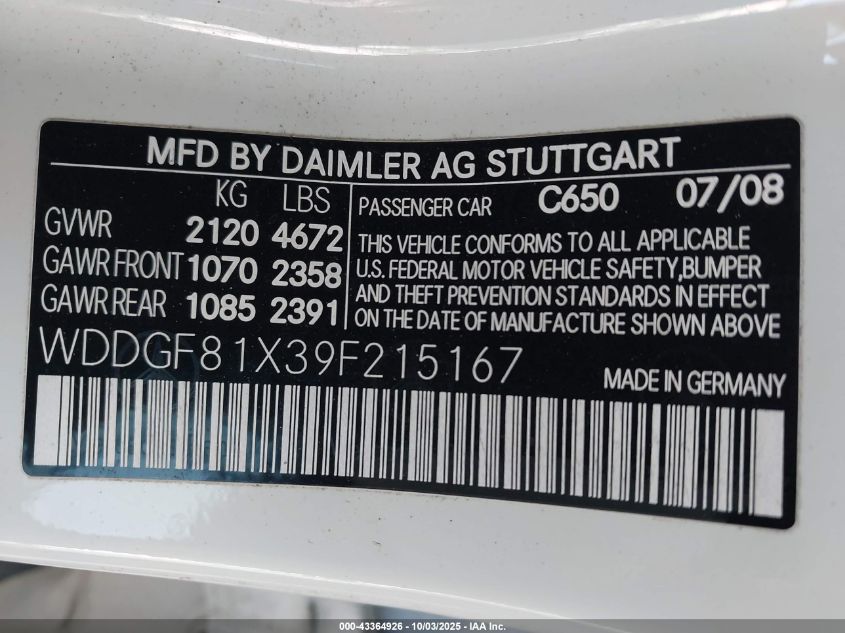 MFD BY DAIMLER AG STUTTGART
KG LBS
GVWR 2120 4672
GAWR FRONT 1070 2358
GAWR REAR 1085 2391
PASSENGER CAR C650 07/08
THIS VEHICLE CONFORMS TO ALL APPLICABLE
U.S. FEDERAL MOTOR VEHICLE SAFETY,BUMPER
AND THEFT PREVENTION STANDARDS IN EFFECT
ON THE DATE OF MANUFACTURE SHOWN ABOVE
WDDGF81X39F215167
MADE IN GERMANY
000-43364926 - 10/03/2025 - IAA Inc.